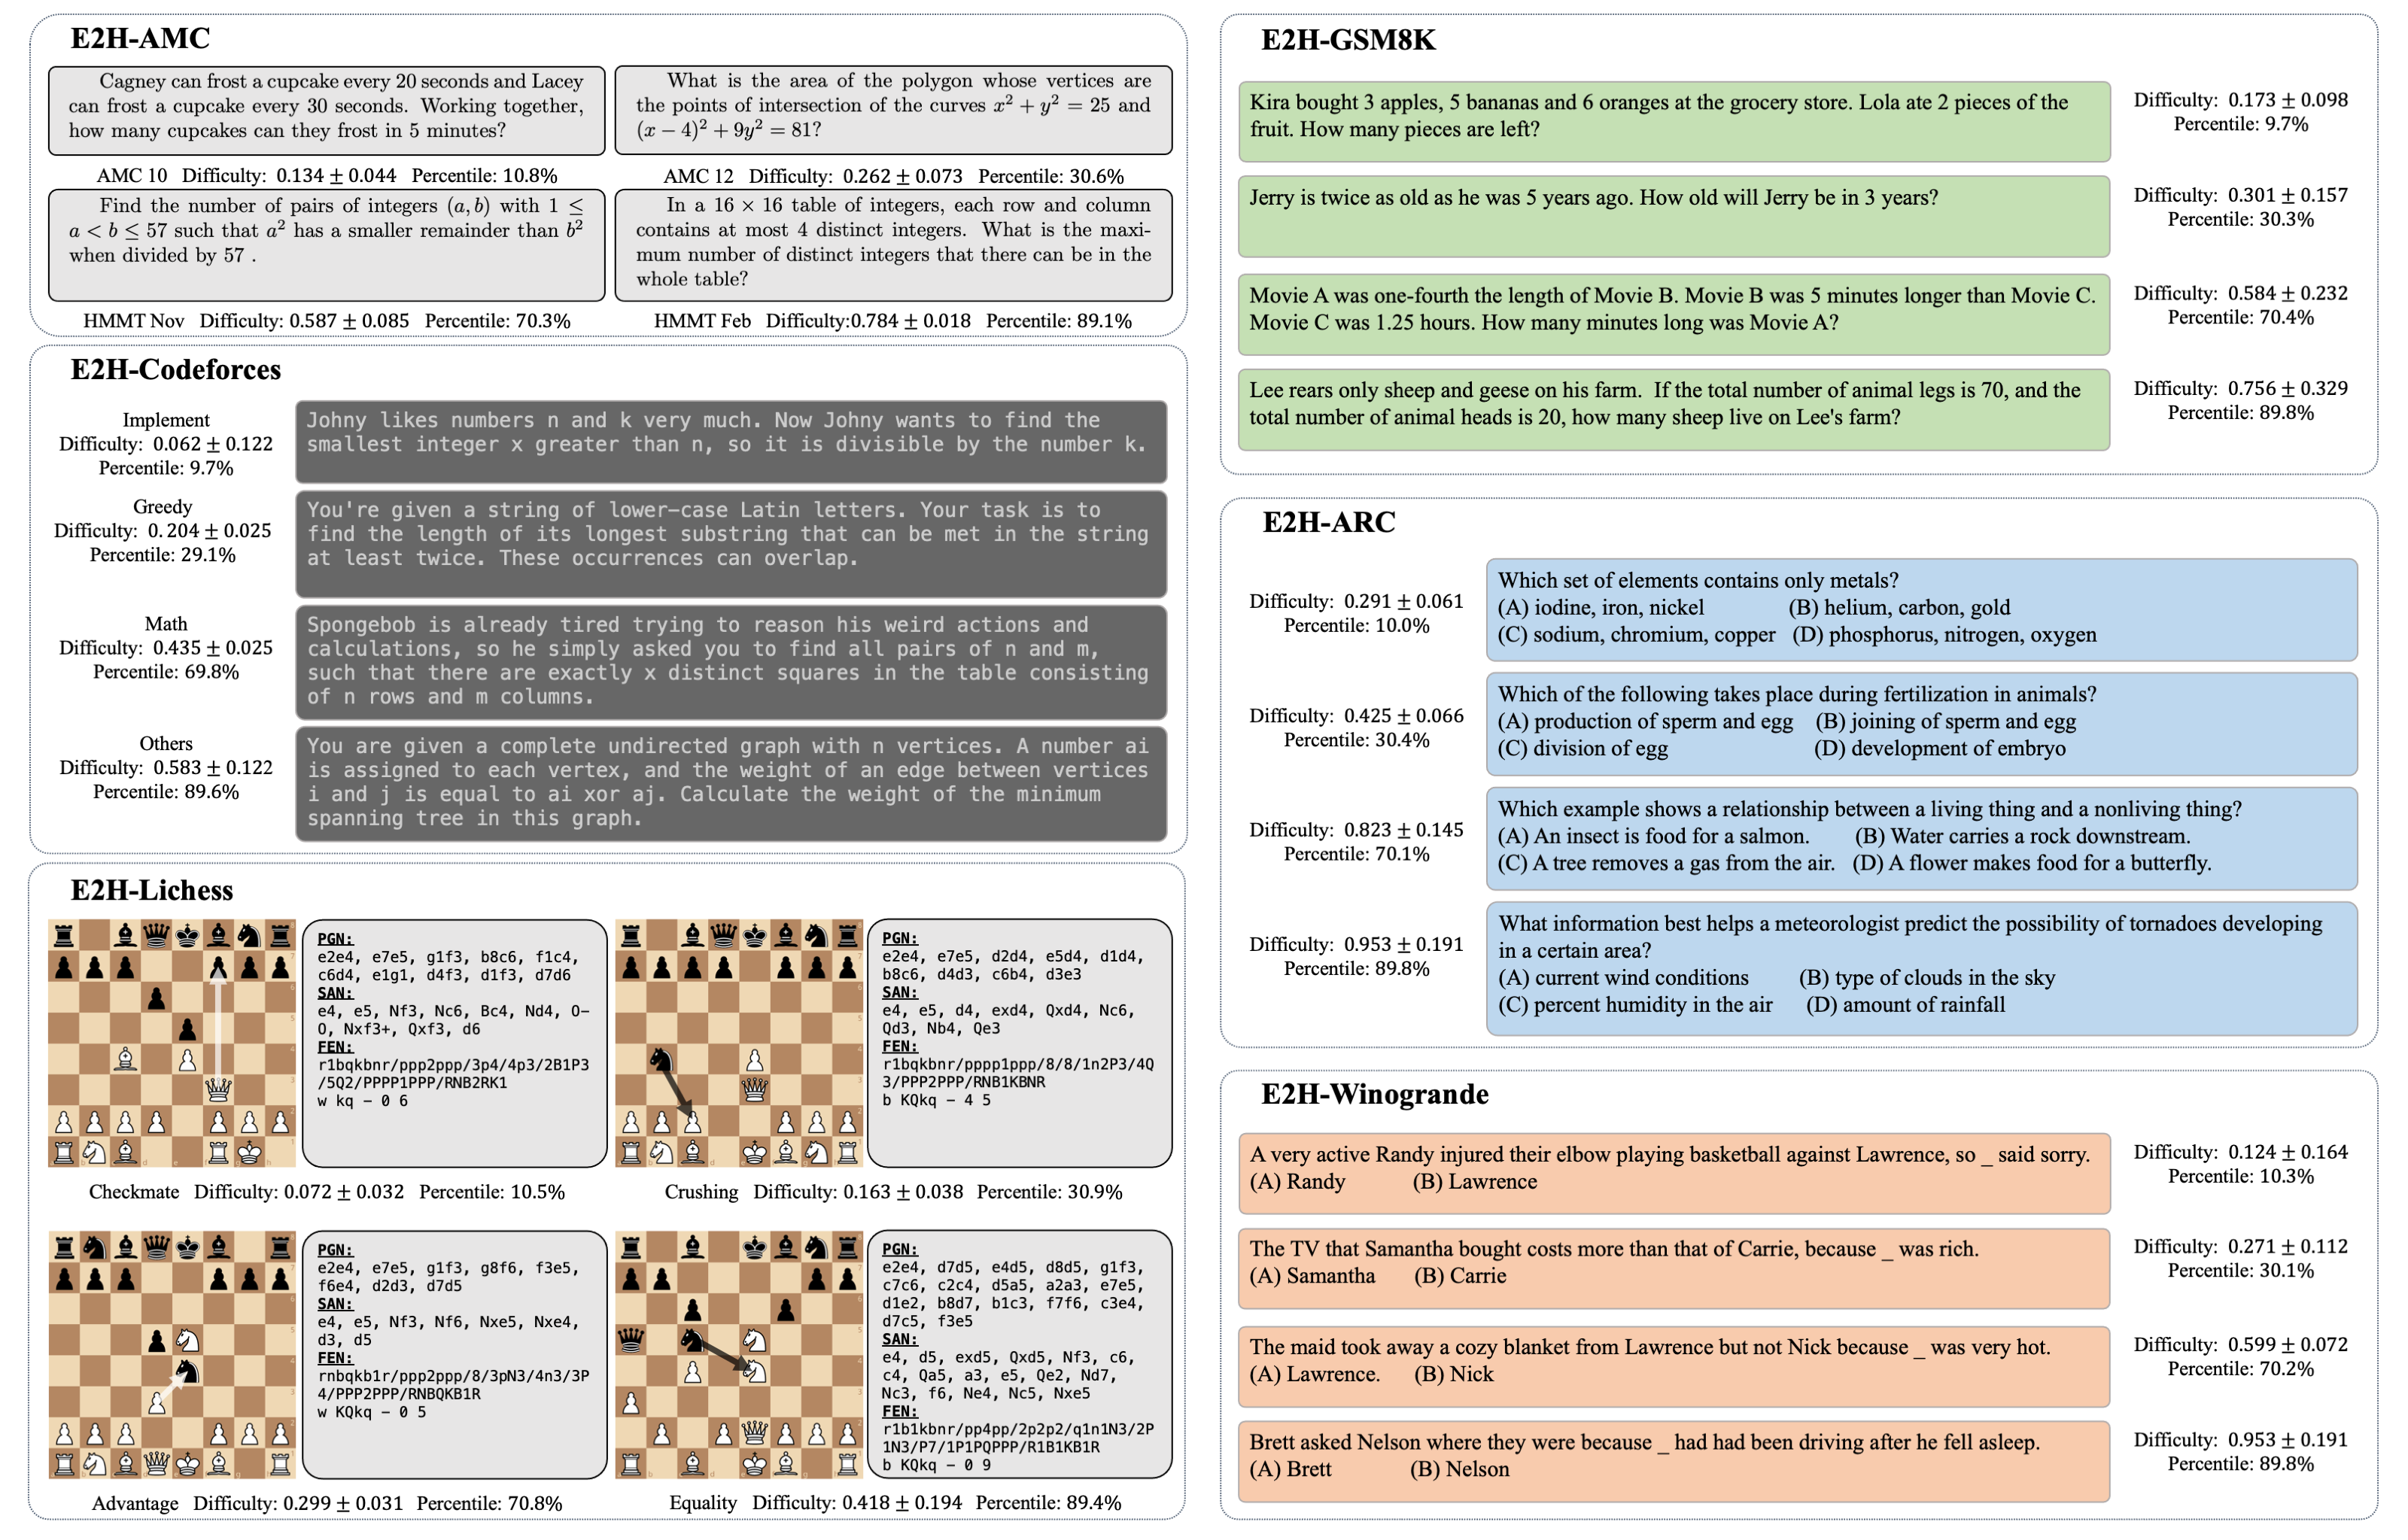 E2H-AMC
Cagney can frost a cupcake every 20 seconds and Lacey
can frost a cupcake every 30 seconds. Working together,
how many cupcakes can they frost in 5 minutes?
AMC 10 Difficulty: 0.134 ± 0.044 Percentile: 10.8%
What is the area of the polygon whose vertices are
the points of intersection of the curves x² + y² = 25 and
(x − 4)² + 9y² = 81?
AMC 12 Difficulty: 0.262 ± 0.073 Percentile: 30.6%
Find the number of pairs of integers (a, b) with 1 ≤
a < b ≤ 57 such that a² has a smaller remainder than b²
when divided by 57 .
HMMT Nov Difficulty: 0.587 ± 0.085 Percentile: 70.3%
In a 16 × 16 table of integers, each row and column
contains at most 4 distinct integers. What is the maxi-
mum number of distinct integers that there can be in the
whole table?
HMMT Feb Difficulty:0.784 ± 0.018 Percentile: 89.1%
E2H-Codeforces
Implement
Difficulty: 0.062 ± 0.122
Percentile: 9.7%
Johny likes numbers n and k very much. Now Johny wants to find the
smallest integer x greater than n, so it is divisible by the number k.
Greedy
Difficulty: 0. 204 ± 0.025
Percentile: 29.1%
You're given a string of lower-case Latin letters. Your task is to
find the length of its longest substring that can be met in the string
at least twice. These occurrences can overlap.
Math
Difficulty: 0.435 ± 0.025
Percentile: 69.8%
Spongebob is already tired trying to reason his weird actions and
calculations, so he simply asked you to find all pairs of n and m,
such that there are exactly x distinct squares in the table consisting
of n rows and m columns.
Others
Difficulty: 0.583 ± 0.122
Percentile: 89.6%
You are given a complete undirected graph with n vertices. A number ai
is assigned to each vertex, and the weight of an edge between vertices
i and j is equal to ai xor aj. Calculate the weight of the minimum
spanning tree in this graph.
E2H-Lichess
PGN:
e2e4, e7e5, g1f3, b8c6, f1c4,
c6d4, e1g1, d4f3, d1f3, d7d6
SAN:
e4, e5, Nf3, Nc6, Bc4, Nd4, O-
O, Nxf3+, Qxf3, d6
FEN:
r1bqkbnr/ppp2ppp/3p4/4p3/2B1P3
/5Q2/PPPP1PPP/RNB2RK1
w kq − 0 6
Checkmate Difficulty: 0.072 ± 0.032 Percentile: 10.5%
PGN:
e2e4, e7e5, d2d4, e5d4, d1d4,
b8c6, d4d3, c6b4, d3e3
SAN:
e4, e5, d4, exd4, Qxd4, Nc6,
Qd3, Nb4, Qe3
FEN:
r1bqkbnr/pppp1ppp/8/8/1n2P3/4Q
3/PPP2PPP/RNB1KBNR
b KQkq − 4 5
Crushing Difficulty: 0.163 ± 0.038 Percentile: 30.9%
PGN:
e2e4, e7e5, g1f3, g8f6, f3e5,
f6e4, d2d3, d7d5
SAN:
e4, e5, Nf3, Nf6, Nxe5, Nxe4,
d3, d5
FEN:
rnbqkb1r/ppp2ppp/8/3pN3/4n3/3P
4/PPP2PPP/RNBQKB1R
w KQkq − 0 5
Advantage Difficulty: 0.299 ± 0.031 Percentile: 70.8%
PGN:
e2e4, d7d5, e4d5, d8d5, g1f3,
c7c6, c2c4, d5a5, a2a3, e7e5,
d1e2, b8d7, b1c3, f7f6, c3e4,
d7c5, f3e5
SAN:
e4, d5, exd5, Qxd5, Nf3, c6,
c4, Qa5, a3, e5, Qe2, Nd7,
Nc3, f6, Ne4, Nc5, Nxe5
FEN:
r1b1kbnr/pp4pp/2p2p2/q1n1N3/2P
1N3/P7/1P1PQPPP/R1B1KB1R
b KQkq − 0 9
Equality Difficulty: 0.418 ± 0.194 Percentile: 89.4%
E2H-GSM8K
Kira bought 3 apples, 5 bananas and 6 oranges at the grocery store. Lola ate 2 pieces of the
fruit. How many pieces are left?
Difficulty: 0.173 ± 0.098
Percentile: 9.7%
Jerry is twice as old as he was 5 years ago. How old will Jerry be in 3 years?
Difficulty: 0.301 ± 0.157
Percentile: 30.3%
Movie A was one-fourth the length of Movie B. Movie B was 5 minutes longer than Movie C.
Movie C was 1.25 hours. How many minutes long was Movie A?
Difficulty: 0.584 ± 0.232
Percentile: 70.4%
Lee rears only sheep and geese on his farm. If the total number of animal legs is 70, and the
total number of animal heads is 20, how many sheep live on Lee's farm?
Difficulty: 0.756 ± 0.329
Percentile: 89.8%
E2H-ARC
Difficulty: 0.291 ± 0.061
Percentile: 10.0%
Which set of elements contains only metals?
(A) iodine, iron, nickel (B) helium, carbon, gold
(C) sodium, chromium, copper (D) phosphorus, nitrogen, oxygen
Difficulty: 0.425 ± 0.066
Percentile: 30.4%
Which of the following takes place during fertilization in animals?
(A) production of sperm and egg (B) joining of sperm and egg
(C) division of egg (D) development of embryo
Difficulty: 0.823 ± 0.145
Percentile: 70.1%
Which example shows a relationship between a living thing and a nonliving thing?
(A) An insect is food for a salmon. (B) Water carries a rock downstream.
(C) A tree removes a gas from the air. (D) A flower makes food for a butterfly.
Difficulty: 0.953 ± 0.191
Percentile: 89.8%
What information best helps a meteorologist predict the possibility of tornadoes developing
in a certain area?
(A) current wind conditions (B) type of clouds in the sky
(C) percent humidity in the air (D) amount of rainfall
E2H-Winogrande
A very active Randy injured their elbow playing basketball against Lawrence, so _ said sorry.
(A) Randy (B) Lawrence
Difficulty: 0.124 ± 0.164
Percentile: 10.3%
The TV that Samantha bought costs more than that of Carrie, because _ was rich.
(A) Samantha (B) Carrie
Difficulty: 0.271 ± 0.112
Percentile: 30.1%
The maid took away a cozy blanket from Lawrence but not Nick because _ was very hot.
(A) Lawrence. (B) Nick
Difficulty: 0.599 ± 0.072
Percentile: 70.2%
Brett asked Nelson where they were because _ had had been driving after he fell asleep.
(A) Brett (B) Nelson
Difficulty: 0.953 ± 0.191
Percentile: 89.8%